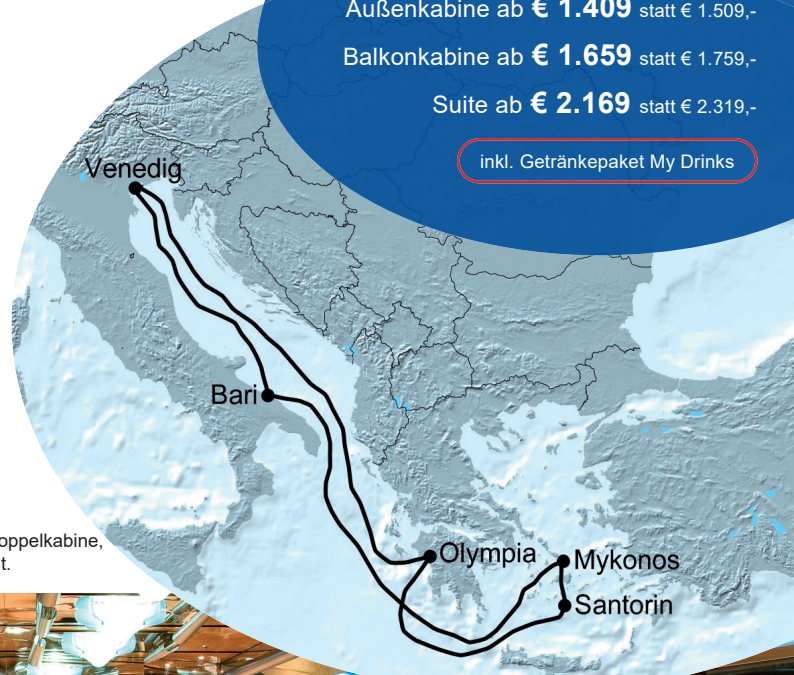 Außenkabine ab € 1.409 statt € 1.509,-
Balkonkabine ab € 1.659 statt € 1.759,-
Suite ab € 2.169 statt € 2.319,-
inkl. Getränkepaket My Drinks
Venedig
Bari
Olympia
Mykonos
Santorin
oppelkabine,
t.